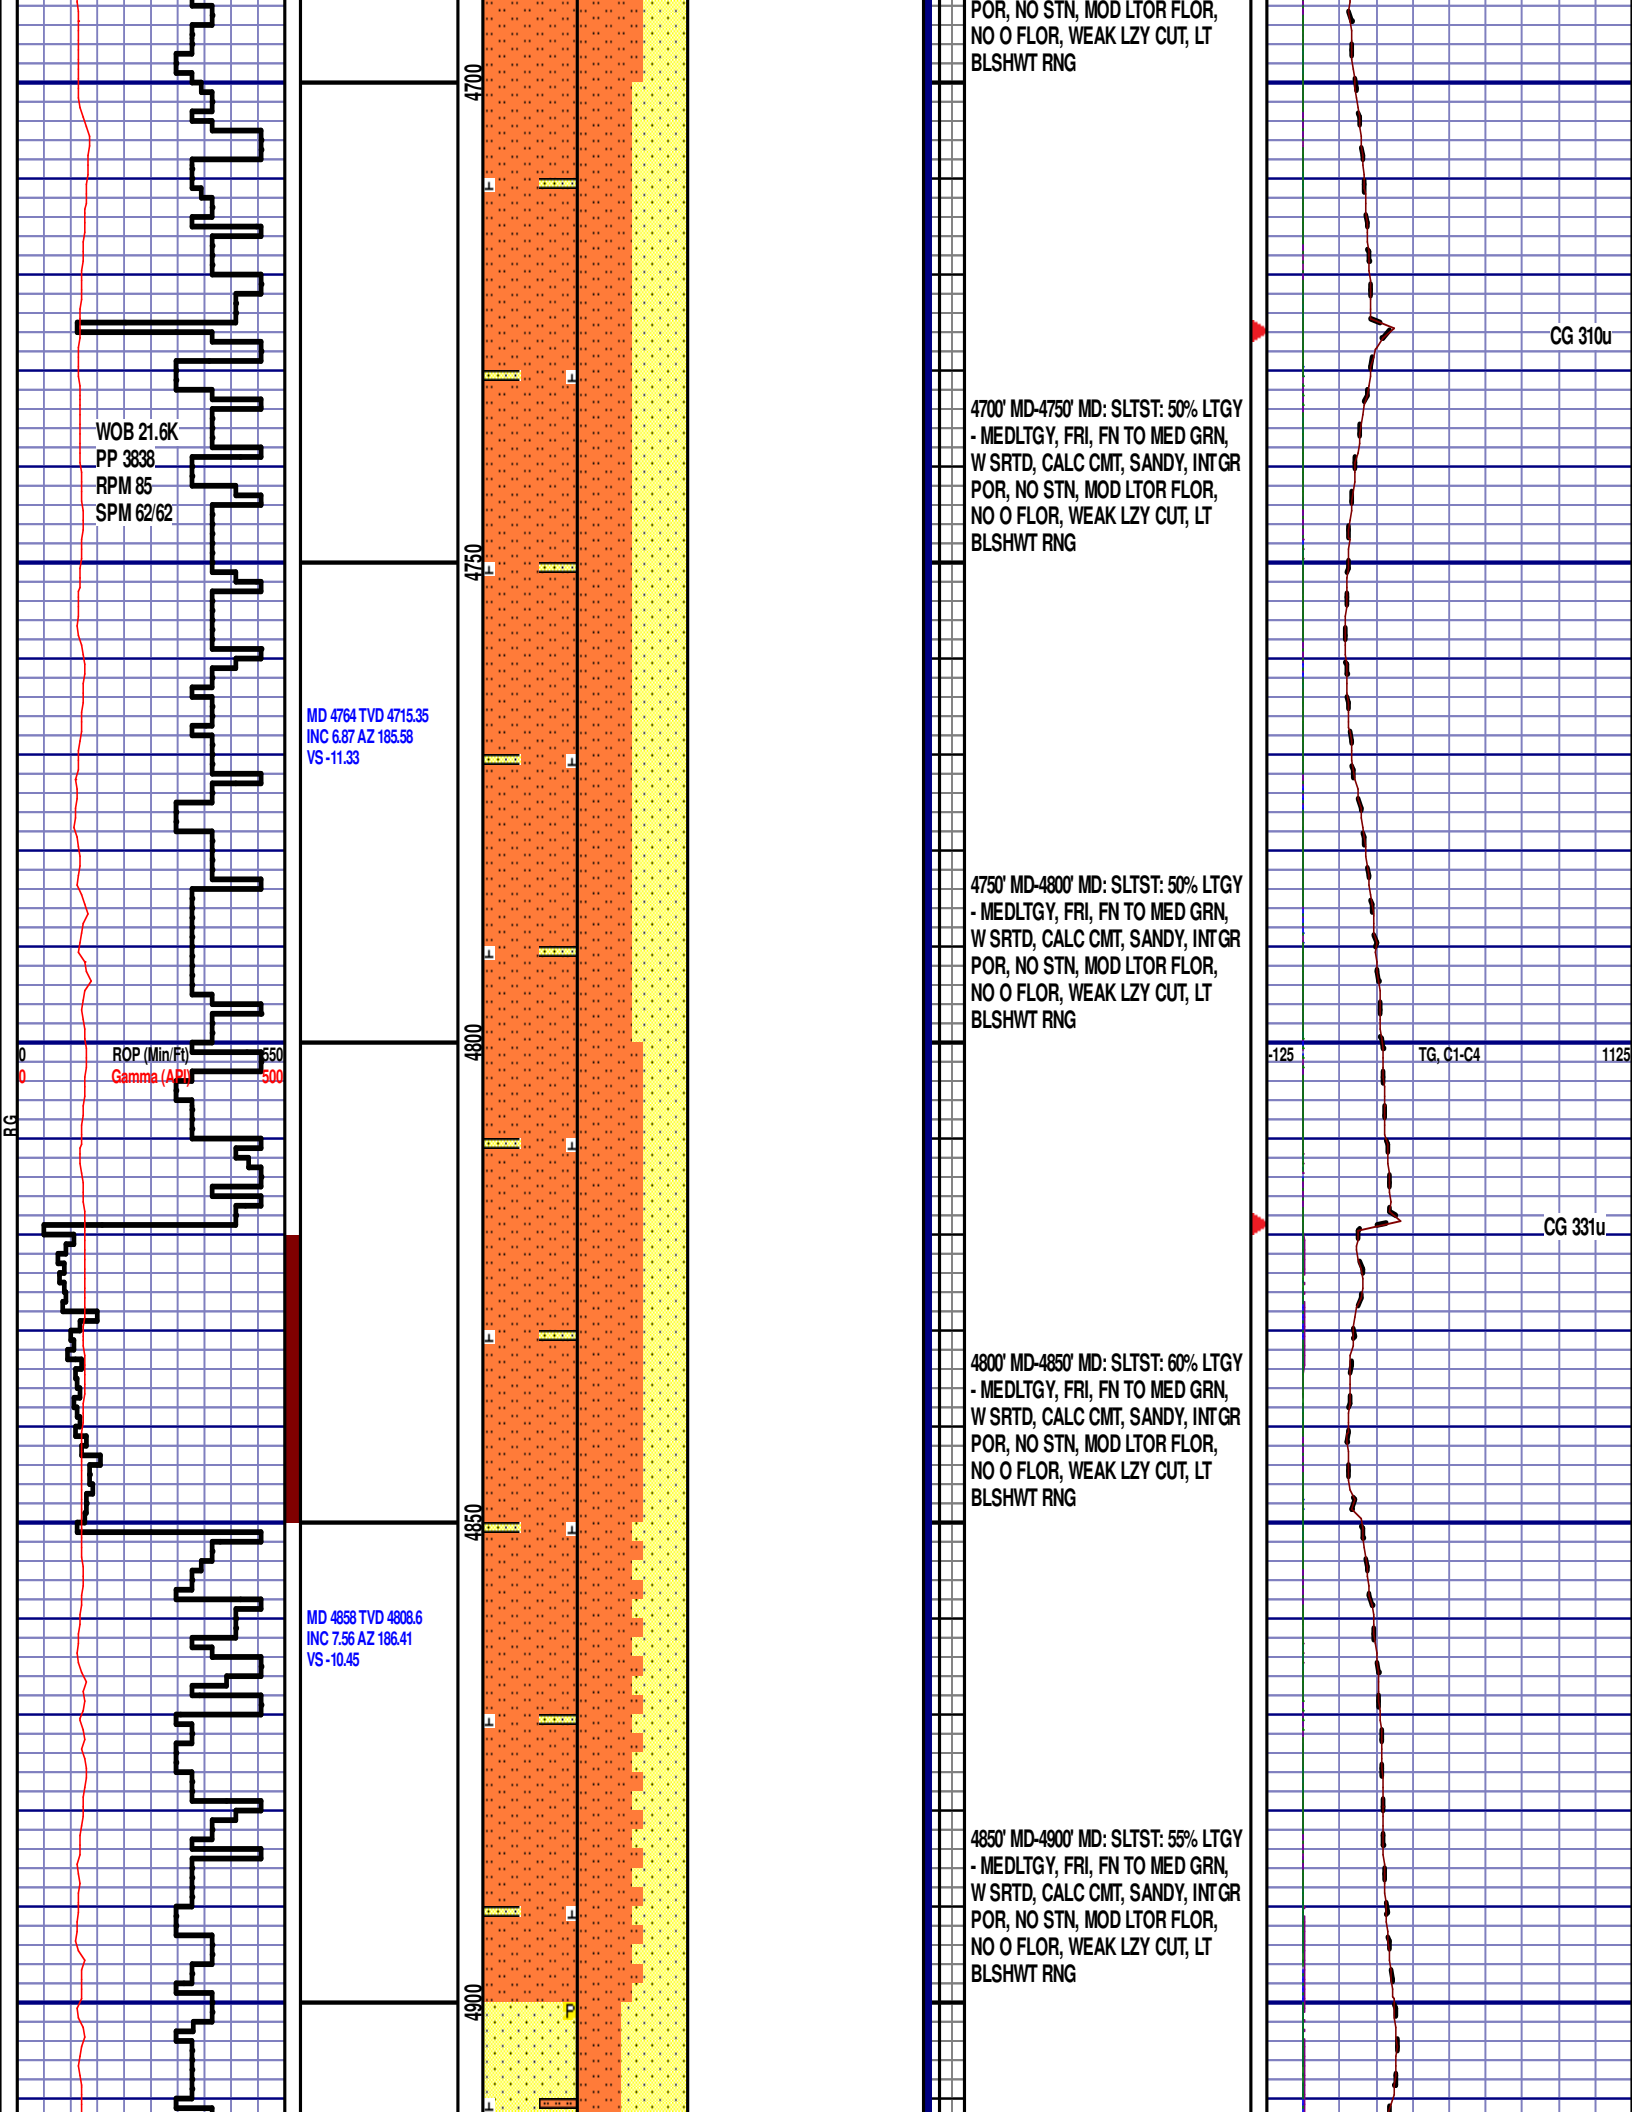 POR, NO STN, MOD LTOR FLOR,
NO O FLOR, WEAK LZY CUT, LT
BLSHWT RNG
4700
CG 310u
WOB 21.6K
PP 3838
RPM 85
SPM 62/62
4700' MD-4750' MD: SLTST: 50% LTGY
- MEDLTGY, FRI, FN TO MED GRN,
W SRTD, CALC CMT, SANDY, INTGR
POR, NO STN, MOD LTOR FLOR,
NO O FLOR, WEAK LZY CUT, LT
BLSHWT RNG
4750
MD 4764 TVD 4715.35
INC 6.87 AZ 185.58
VS -11.33
4750' MD-4800' MD: SLTST: 50% LTGY
- MEDLTGY, FRI, FN TO MED GRN,
W SRTD, CALC CMT, SANDY, INTGR
POR, NO STN, MOD LTOR FLOR,
NO O FLOR, WEAK LZY CUT, LT
BLSHWT RNG
4800
0 ROP (Min/Ft) 550
0 Gamma (API) 500
-125 TG, C1-C4 1125
RG
CG 331u
4800' MD-4850' MD: SLTST: 60% LTGY
- MEDLTGY, FRI, FN TO MED GRN,
W SRTD, CALC CMT, SANDY, INTGR
POR, NO STN, MOD LTOR FLOR,
NO O FLOR, WEAK LZY CUT, LT
BLSHWT RNG
4850
MD 4858 TVD 4808.6
INC 7.56 AZ 186.41
VS -10.45
4850' MD-4900' MD: SLTST: 55% LTGY
- MEDLTGY, FRI, FN TO MED GRN,
W SRTD, CALC CMT, SANDY, INTGR
POR, NO STN, MOD LTOR FLOR,
NO O FLOR, WEAK LZY CUT, LT
BLSHWT RNG
4900
P